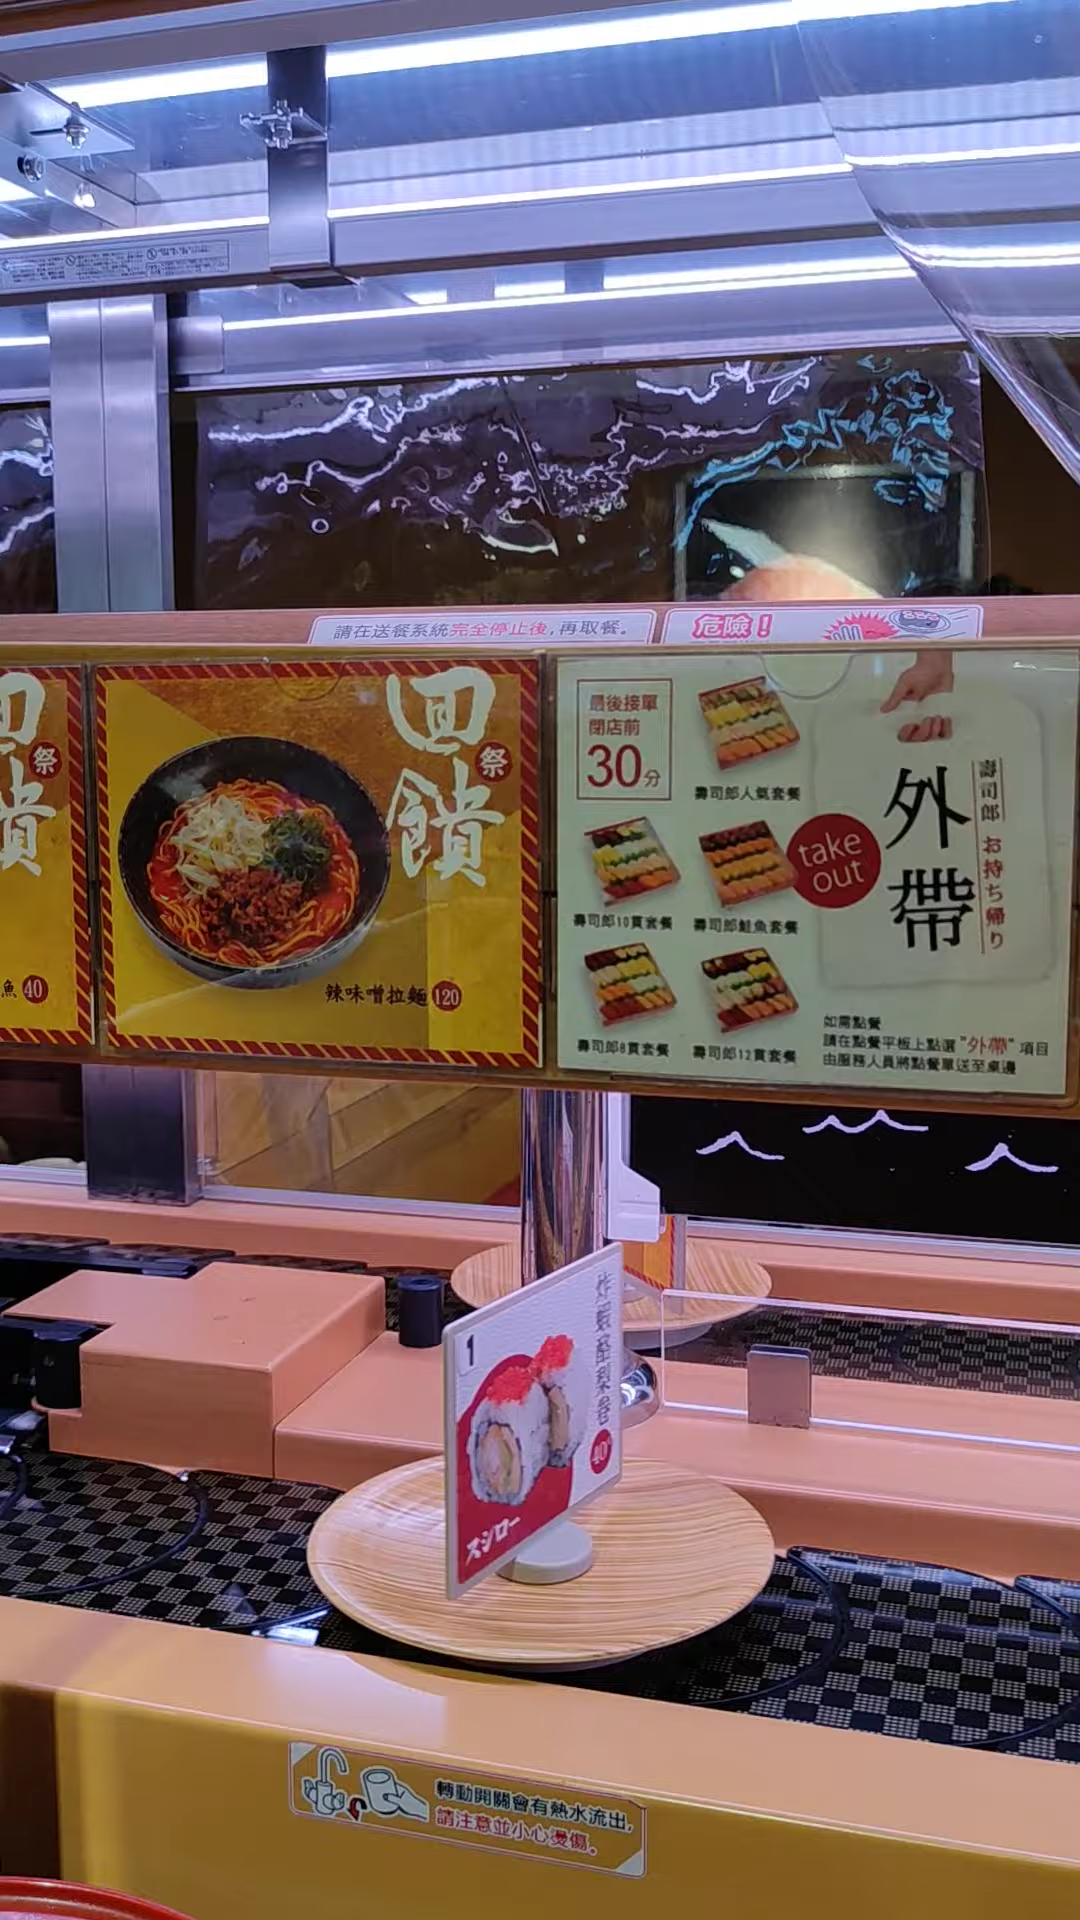 請在送餐系統完全停止後,再取餐。
危險!
回饋
祭
魚 40
回饋
祭
辣味噌拉麵 120
最後接單
閉店前
30分
壽司郎人氣套餐
壽司郎10貫套餐
壽司郎鮭魚套餐
壽司郎8貫套餐
壽司郎12貫套餐
take
out
外帶
壽司郎 お持ち帰り
如需點餐
請在點餐平板上點選"外帶"項目
由服務人員將點餐單送至桌邊
1
炸蝦酪梨卷
40
スシロー
轉動開關會有熱水流出,
請注意並小心燙傷。